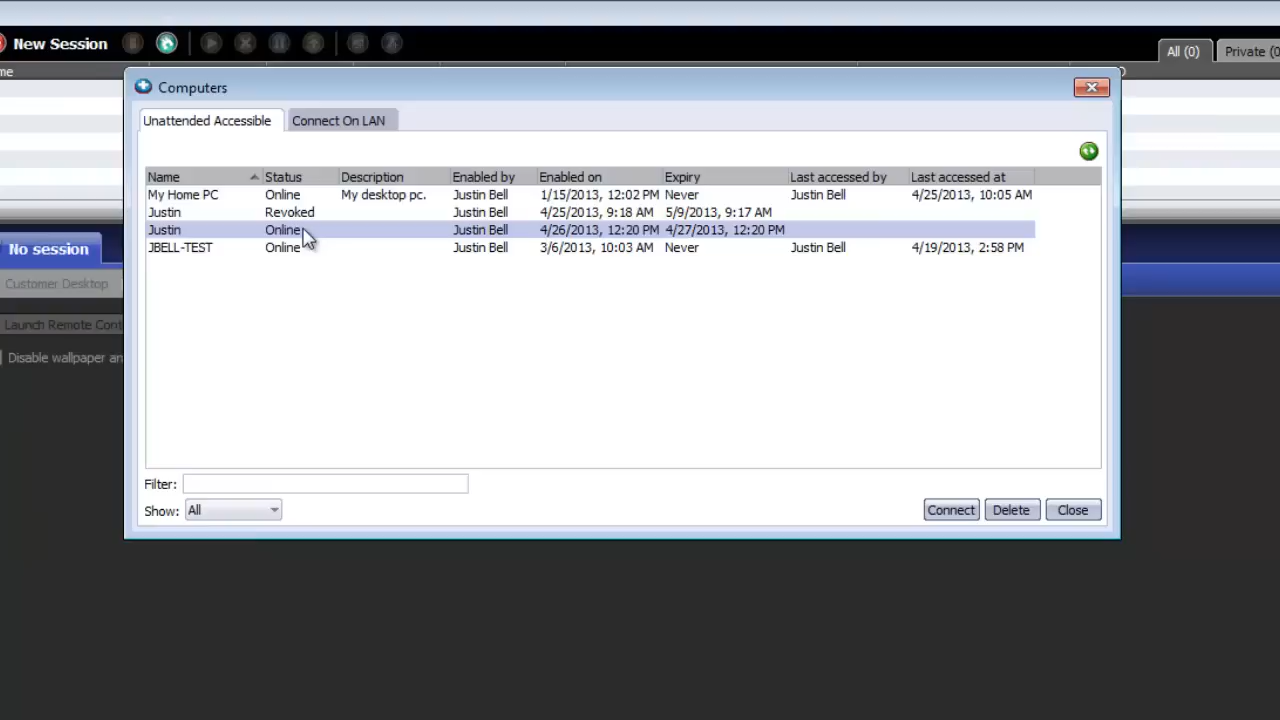 New Session
All (0)
Private (0
me
Computers
Unattended Accessible
Connect On LAN
Name Status Description Enabled by Enabled on Expiry Last accessed by Last accessed at
My Home PC Online My desktop pc. Justin Bell 1/15/2013, 12:02 PM Never Justin Bell 4/25/2013, 10:05 AM
Justin Revoked Justin Bell 4/25/2013, 9:18 AM 5/9/2013, 9:17 AM
Justin Online Justin Bell 4/26/2013, 12:20 PM 4/27/2013, 12:20 PM
JBELL-TEST Online Justin Bell 3/6/2013, 10:03 AM Never Justin Bell 4/19/2013, 2:58 PM
No session
Customer Desktop
Launch Remote Cont
Disable wallpaper an
Filter:
Show: All
Connect Delete Close